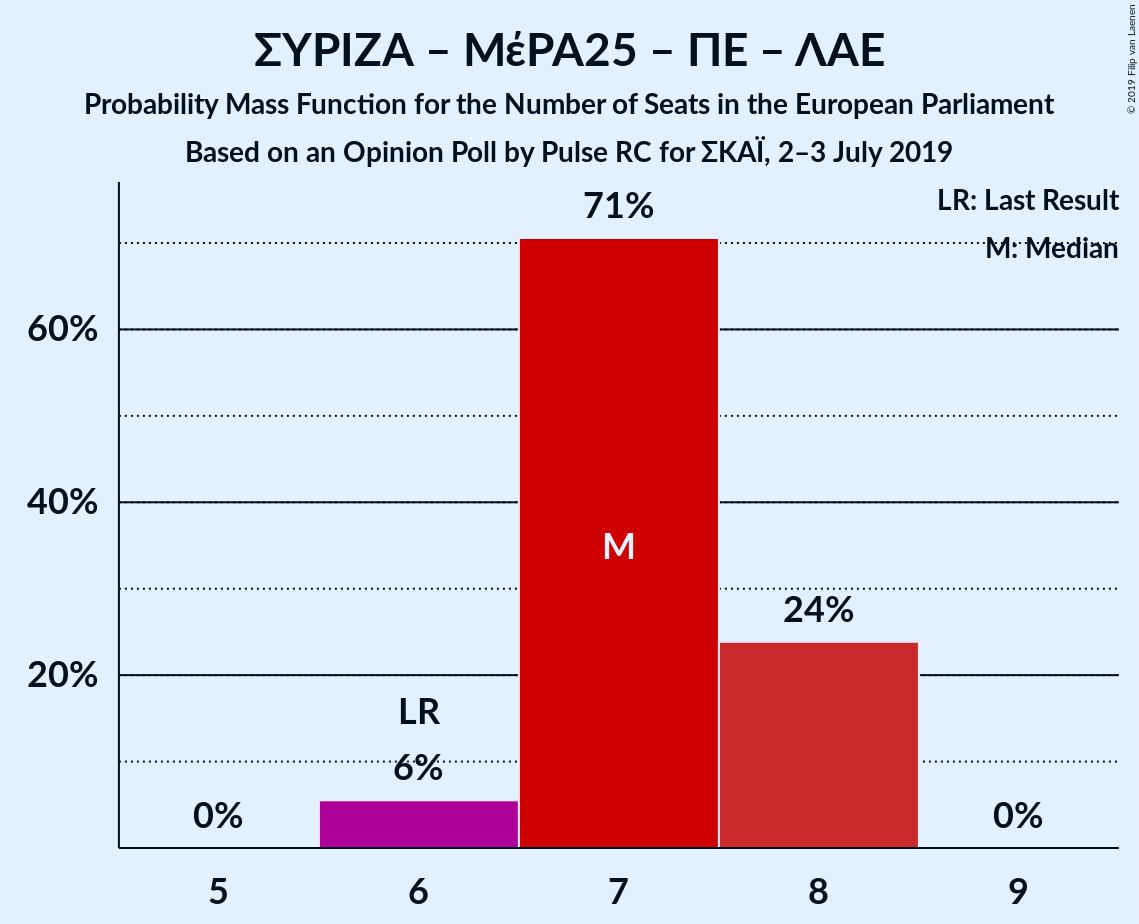 ΣΥΡΙΖΑ – ΜέΡΑ25 – ΠΕ – ΛΑΕ
Probability Mass Function for the Number of Seats in the European Parliament
Based on an Opinion Poll by Pulse RC for ΣΚΑΪ, 2–3 July 2019
© 2019 Filip van Laenen
LR: Last Result
M: Median
71%
60%
40%
M
24%
20%
LR
6%
0%
0%
5 6 7 8 9